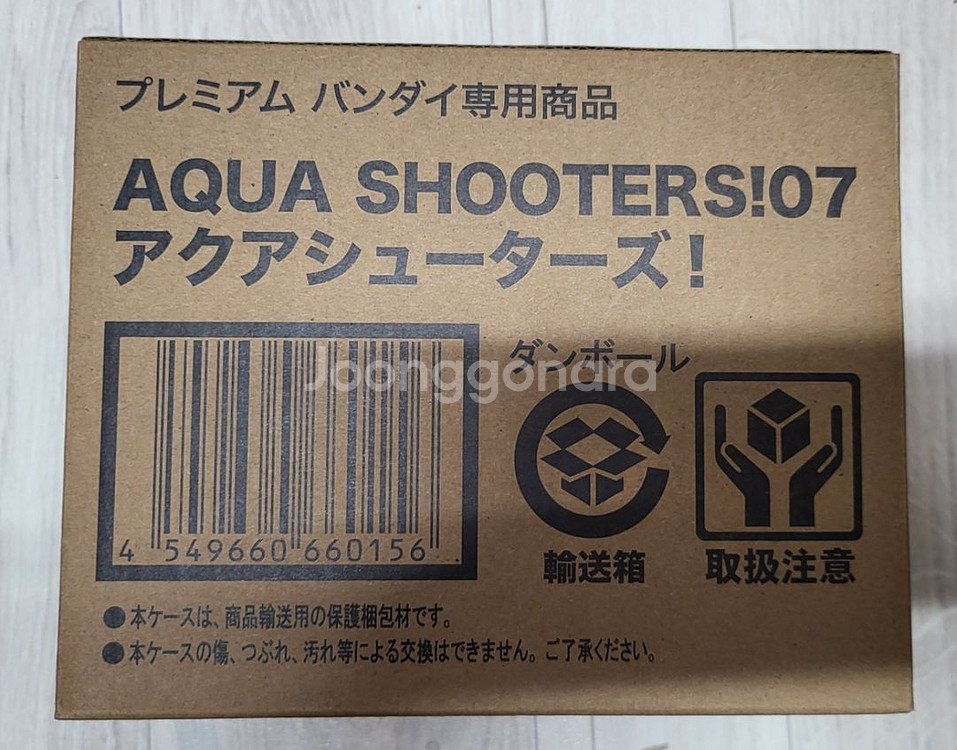 プレミアム バンダイ専用商品
AQUA SHOOTERS!07
アクアシューターズ!
Joonggonara
ダンボール
4 549660 660156
輸送箱
取扱注意
●本ケースは、商品輸送用の保護梱包材です。
●本ケースの傷、つぶれ、汚れ等による交換はできません。ご了承ください。